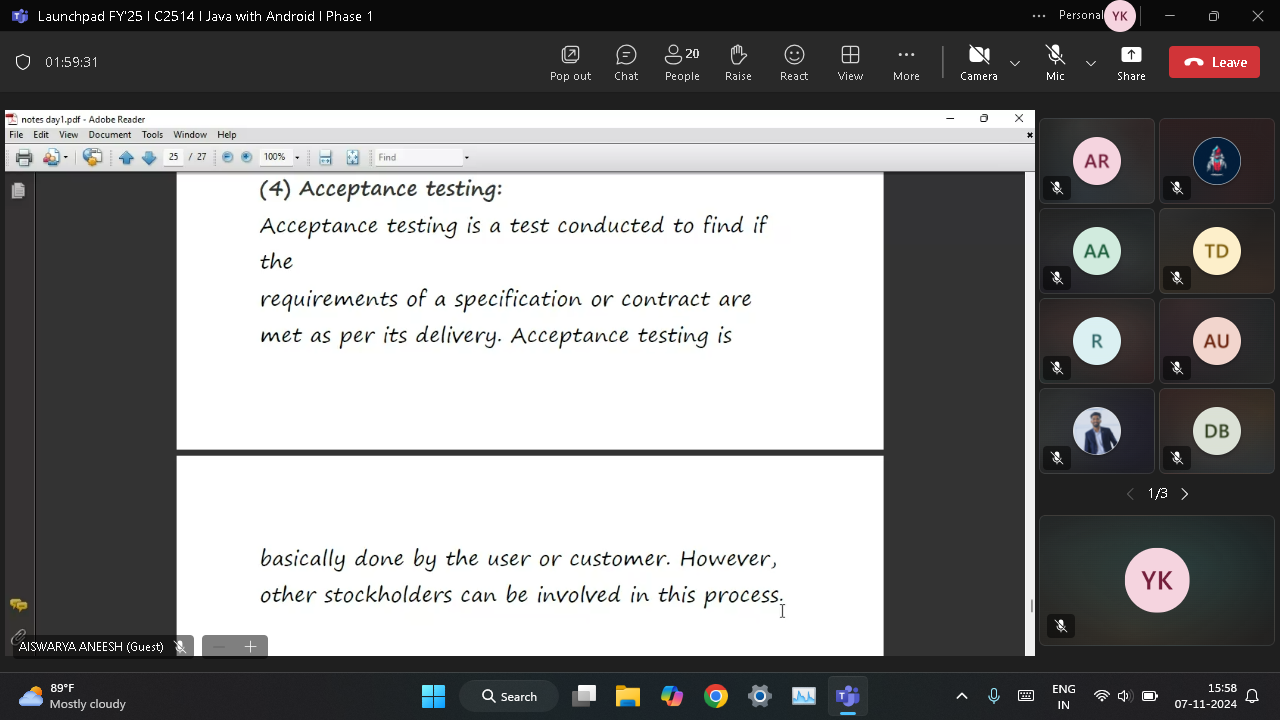 Launchpad FY'25 | C2514 | Java with Android | Phase 1
Personal
YK
01:59:31
Pop out
Chat
20
People
Raise
React
View
More
Camera
Mic
Share
Leave
notes day1.pdf - Adobe Reader
File Edit View Document Tools Window Help
25 / 27
100%
Find
(4) Acceptance testing:
Acceptance testing is a test conducted to find if
the
requirements of a specification or contract are
met as per its delivery. Acceptance testing is
basically done by the user or customer. However,
other stockholders can be involved in this process.
AISWARYA ANEESH (Guest)
AR
AA
TD
R
AU
DB
1/3
YK
89°F
Mostly cloudy
Search
ENG
IN
15:58
07-11-2024